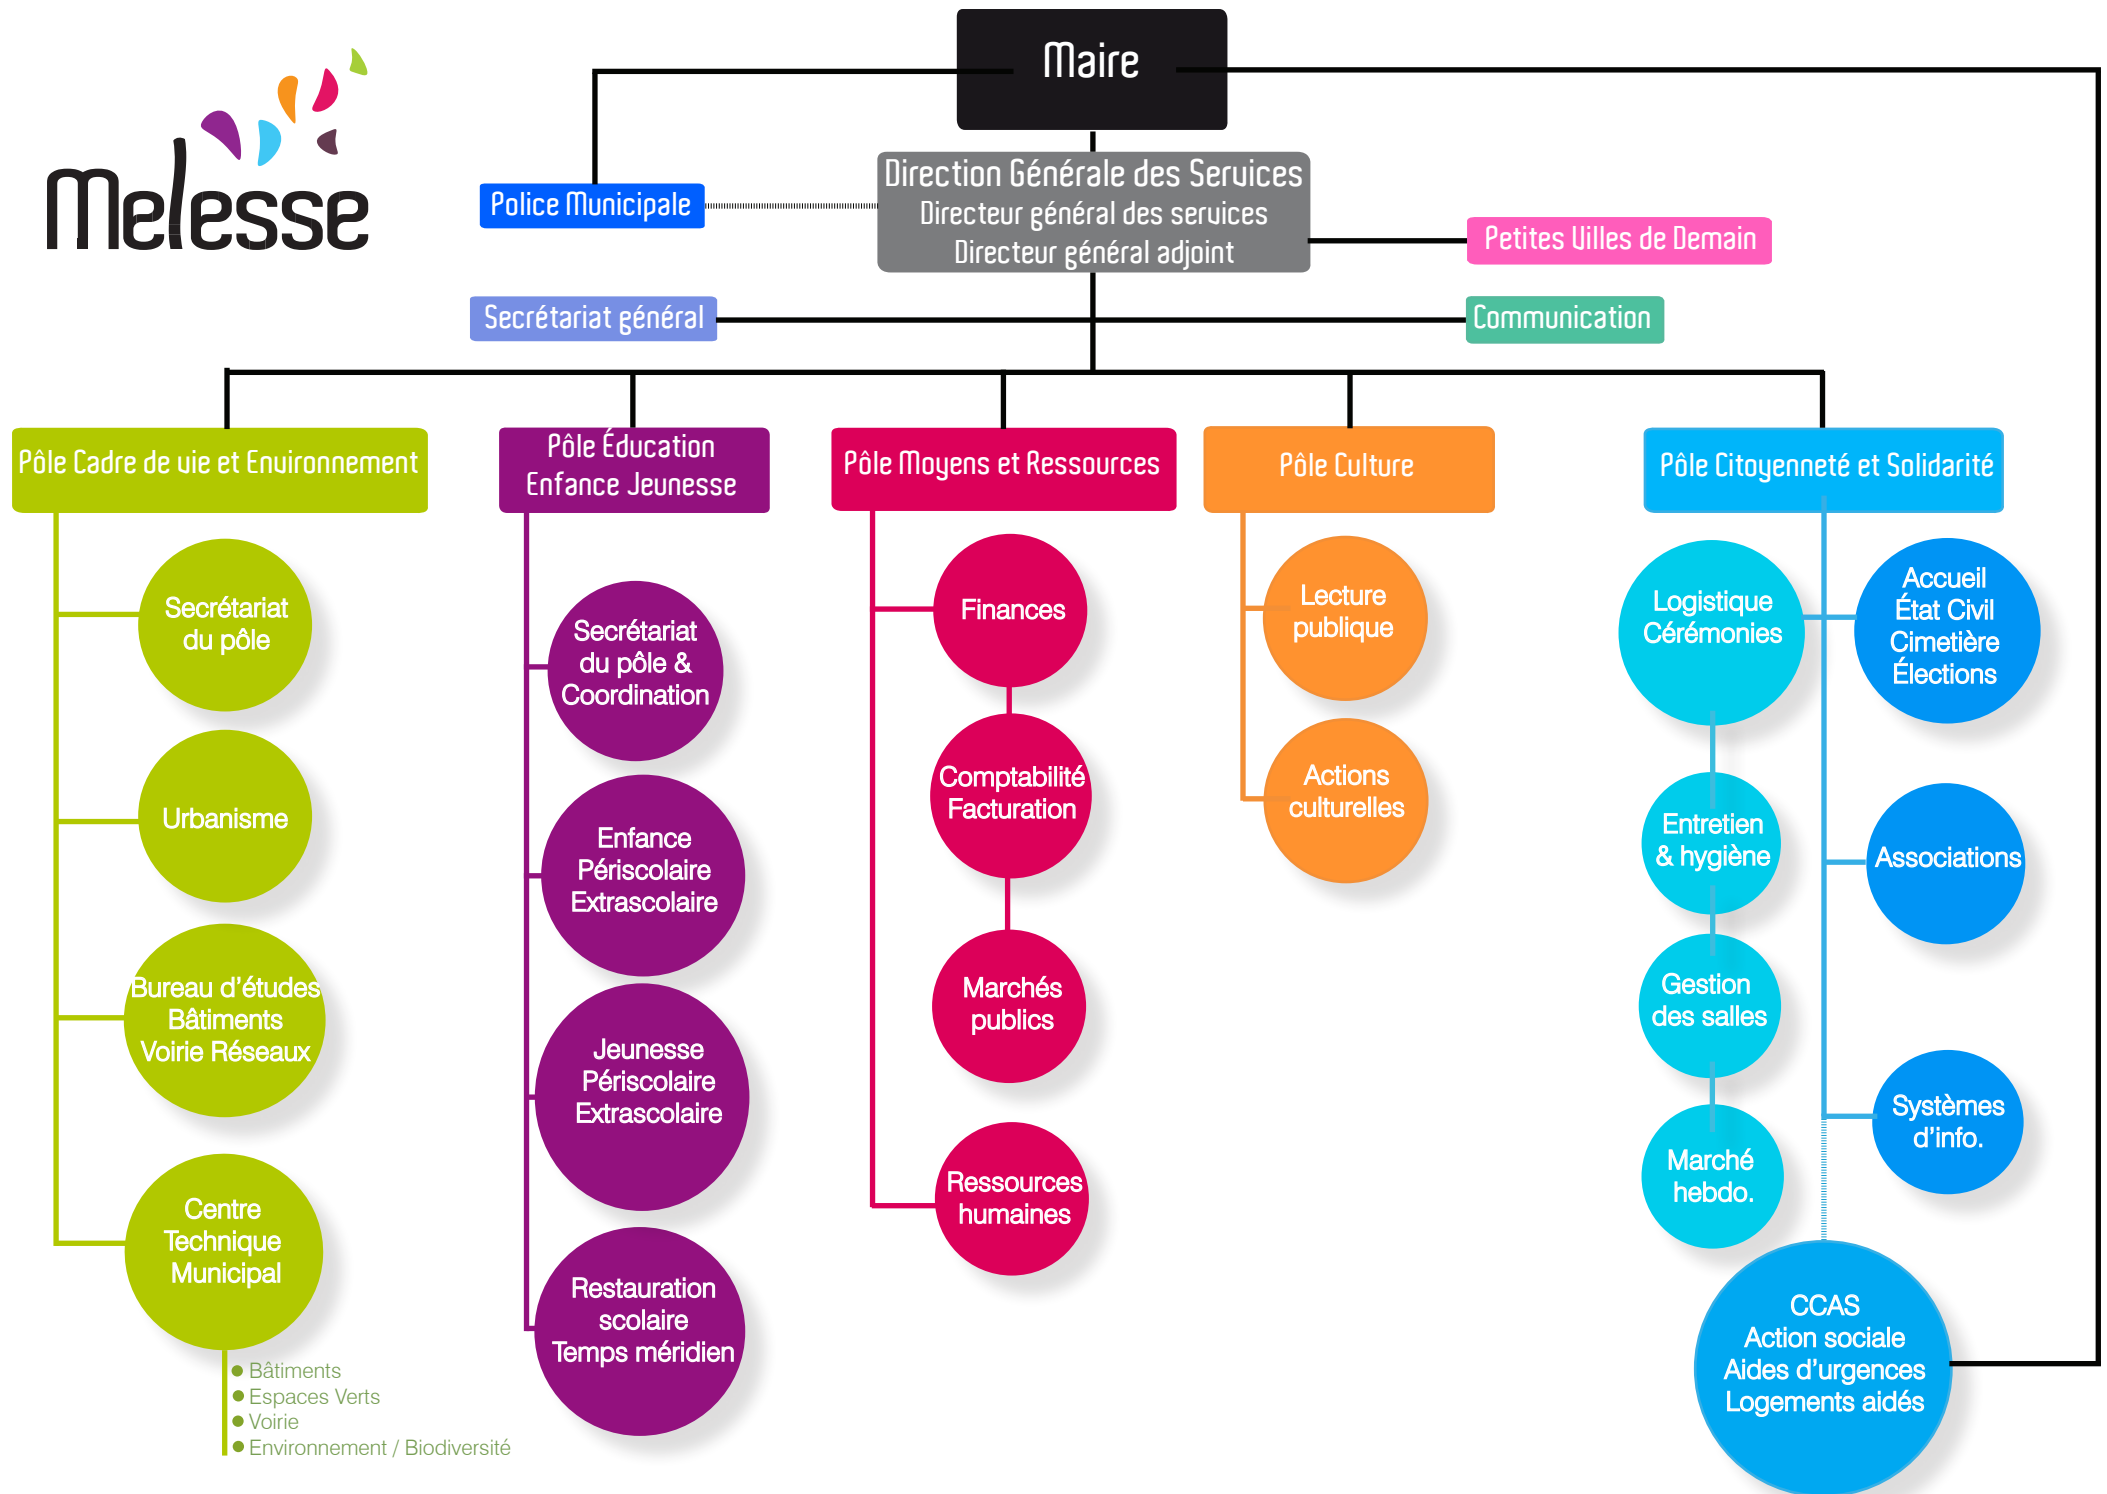 Melesse
Maire
Direction Générale des Services
Directeur général des services
Directeur général adjoint
Police Municipale
Petites Villes de Demain
Secrétariat général
Communication
Pôle Cadre de vie et Environnement
Secrétariat
du pôle
Urbanisme
Bureau d'études
Bâtiments
Voirie Réseaux
Centre
Technique
Municipal
Bâtiments
Espaces Verts
Voirie
Environnement / Biodiversité
Pôle Éducation
Enfance Jeunesse
Secrétariat
du pôle &
Coordination
Enfance
Périscolaire
Extrascolaire
Jeunesse
Périscolaire
Extrascolaire
Restauration
scolaire
Temps méridien
Pôle Moyens et Ressources
Finances
Comptabilité
Facturation
Marchés
publics
Ressources
humaines
Pôle Culture
Lecture
publique
Actions
culturelles
Pôle Citoyenneté et Solidarité
Logistique
Cérémonies
Entretien
& hygiène
Gestion
des salles
Marché
hebdo.
Accueil
État Civil
Cimetière
Élections
Associations
Systèmes
d'info.
CCAS
Action sociale
Aides d'urgences
Logements aidés